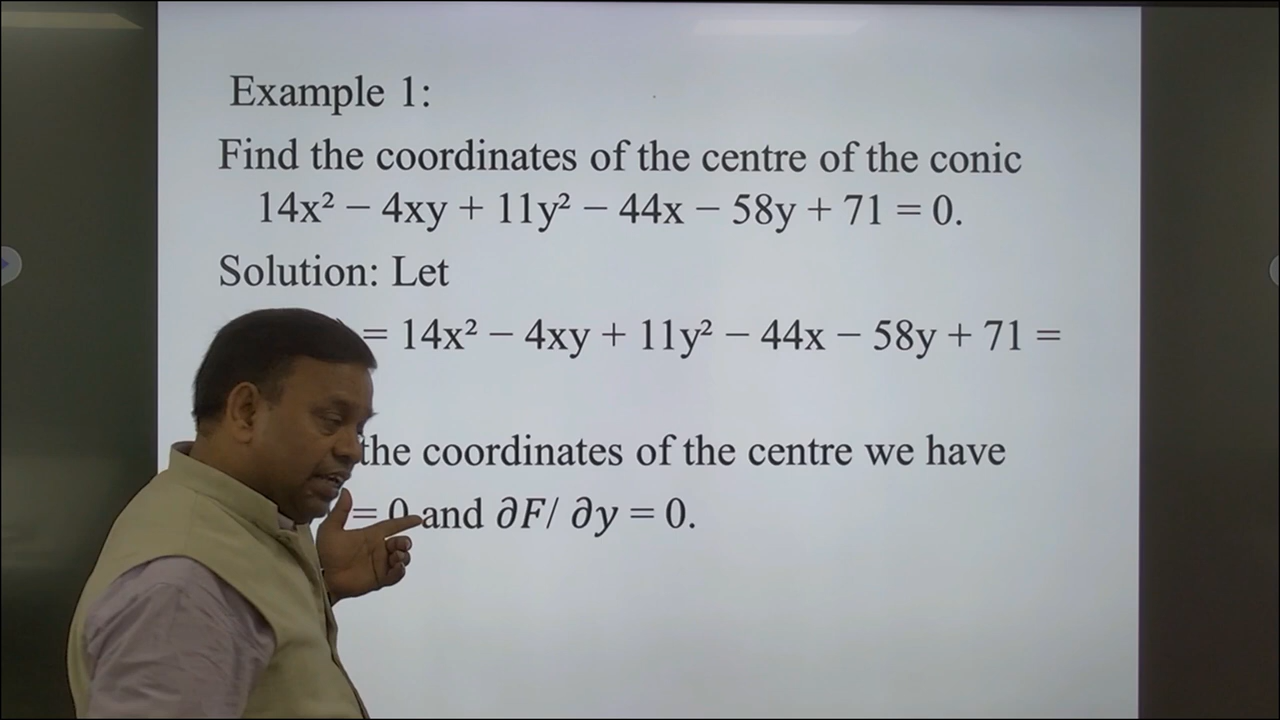 Example 1:
Find the coordinates of the centre of the conic
14x² − 4xy + 11y² − 44x − 58y + 71 = 0.
Solution: Let
) = 14x² − 4xy + 11y² − 44x − 58y + 71 =
the coordinates of the centre we have
= 0 and ∂F/ ∂y = 0.